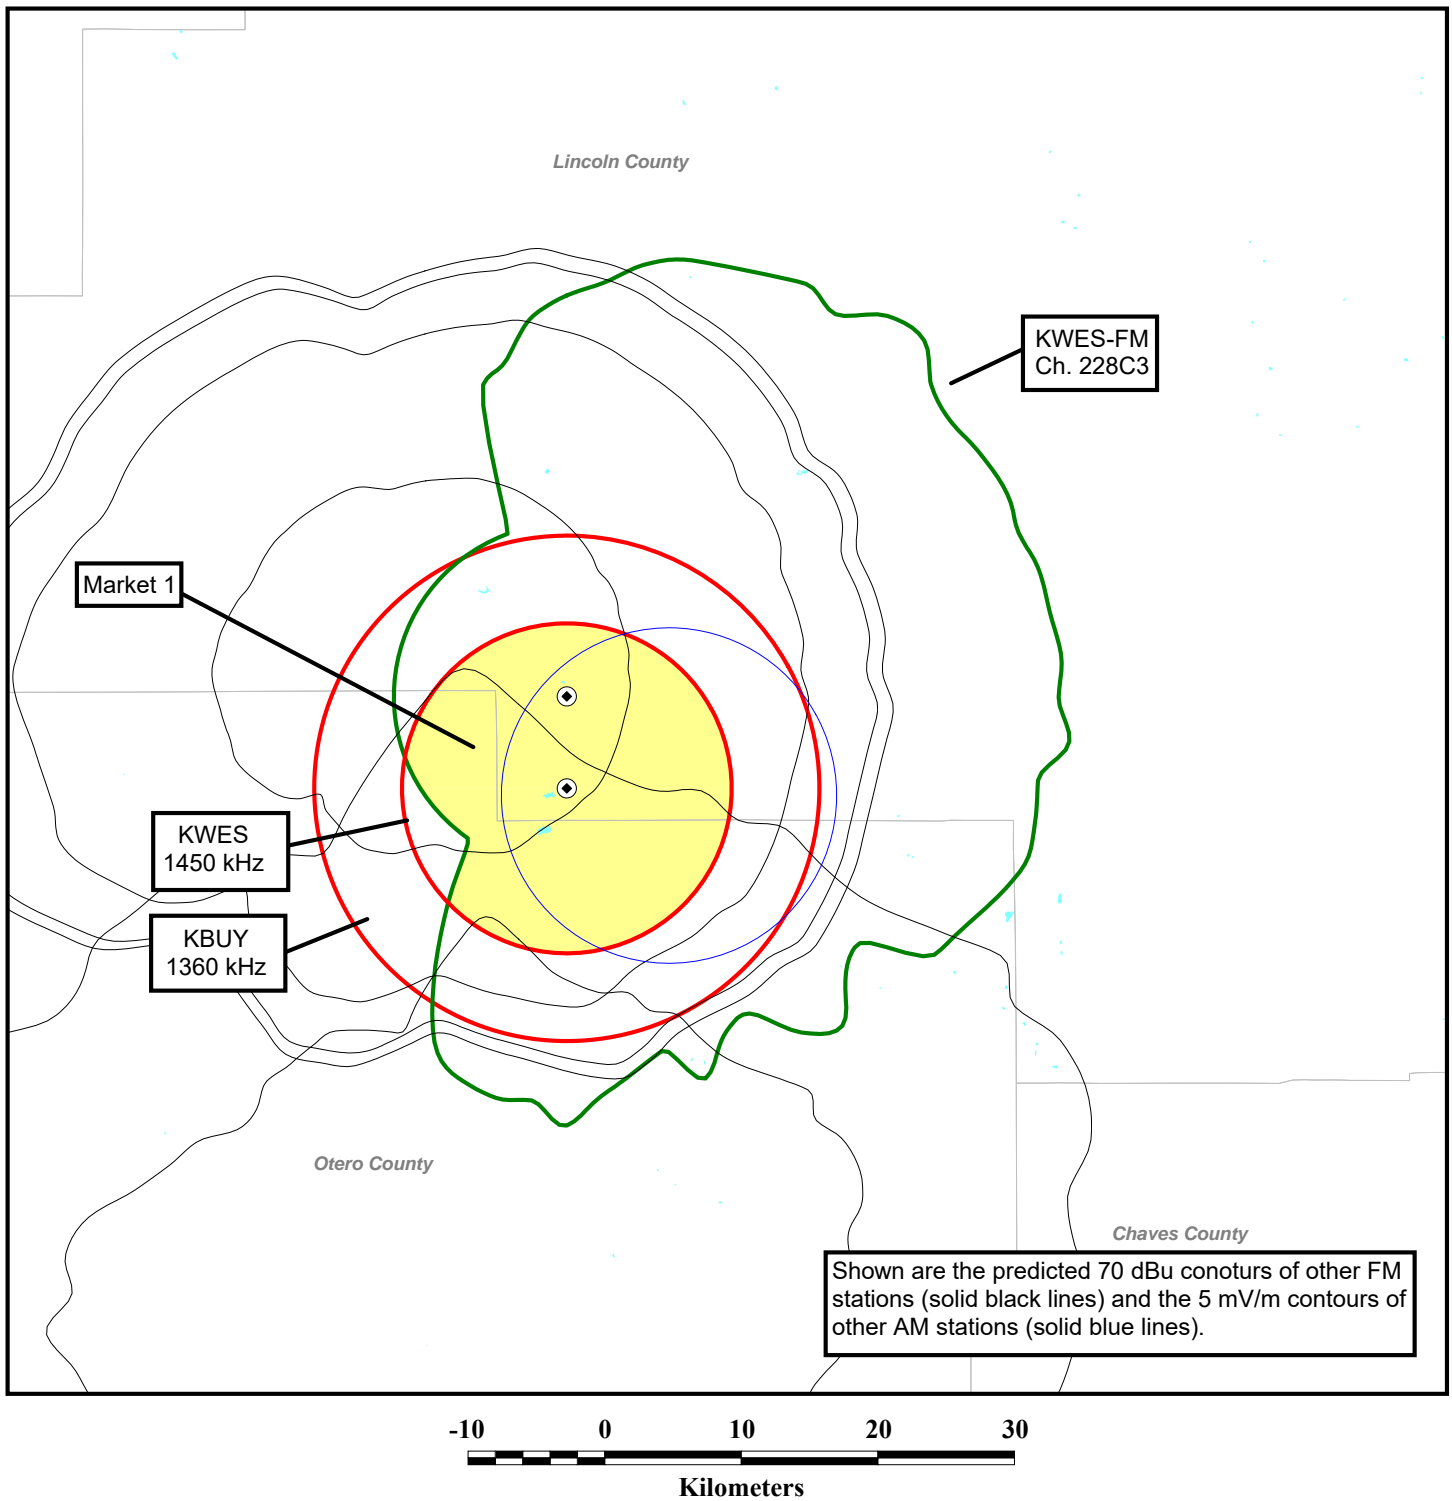 Lincoln County
KWES-FM
Ch. 228C3
Market 1
KWES
1450 kHz
KBUY
1360 kHz
Otero County
Chaves County
Shown are the predicted 70 dBu conoturs of other FM
stations (solid black lines) and the 5 mV/m contours of
other AM stations (solid blue lines).
-10 0 10 20 30
Kilometers